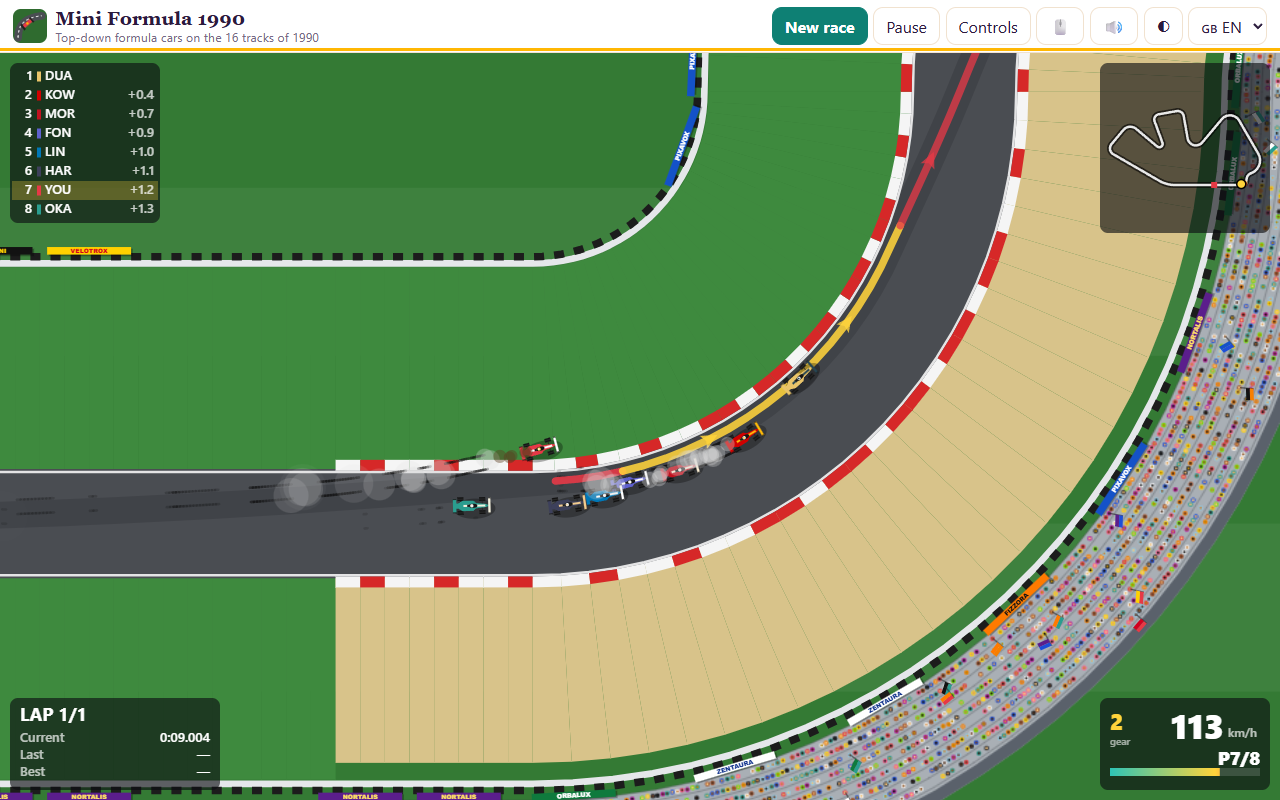 Mini Formula 1990
Top-down formula cars on the 16 tracks of 1990
New race
Pause
Controls
GB EN
1 DUA
2 KOW +0.4
3 MOR +0.7
4 FON +0.9
5 LIN +1.0
6 HAR +1.1
7 YOU +1.2
8 OKA +1.3
PIXAVOX
VELOTROX
NORTALIS
PIXAVOX
FIZZORA
ZENTAURA
ZENTAURA
LAP 1/1
Current 0:09.004
Last —
Best —
2
gear
113 km/h
P7/8
NORTALIS
NORTALIS
NORTALIS
ORBALUX